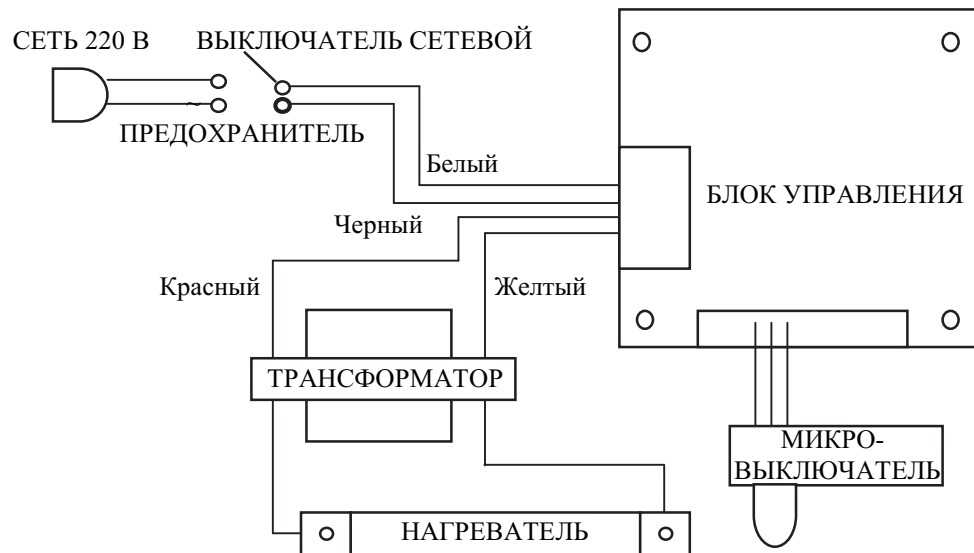 СЕТЬ 220 В
ВЫКЛЮЧАТЕЛЬ СЕТЕВОЙ
~
ПРЕДОХРАНИТЕЛЬ
Белый
БЛОК УПРАВЛЕНИЯ
Черный
Красный
Желтый
ТРАНСФОРМАТОР
МИКРО-
ВЫКЛЮЧАТЕЛЬ
НАГРЕВАТЕЛЬ